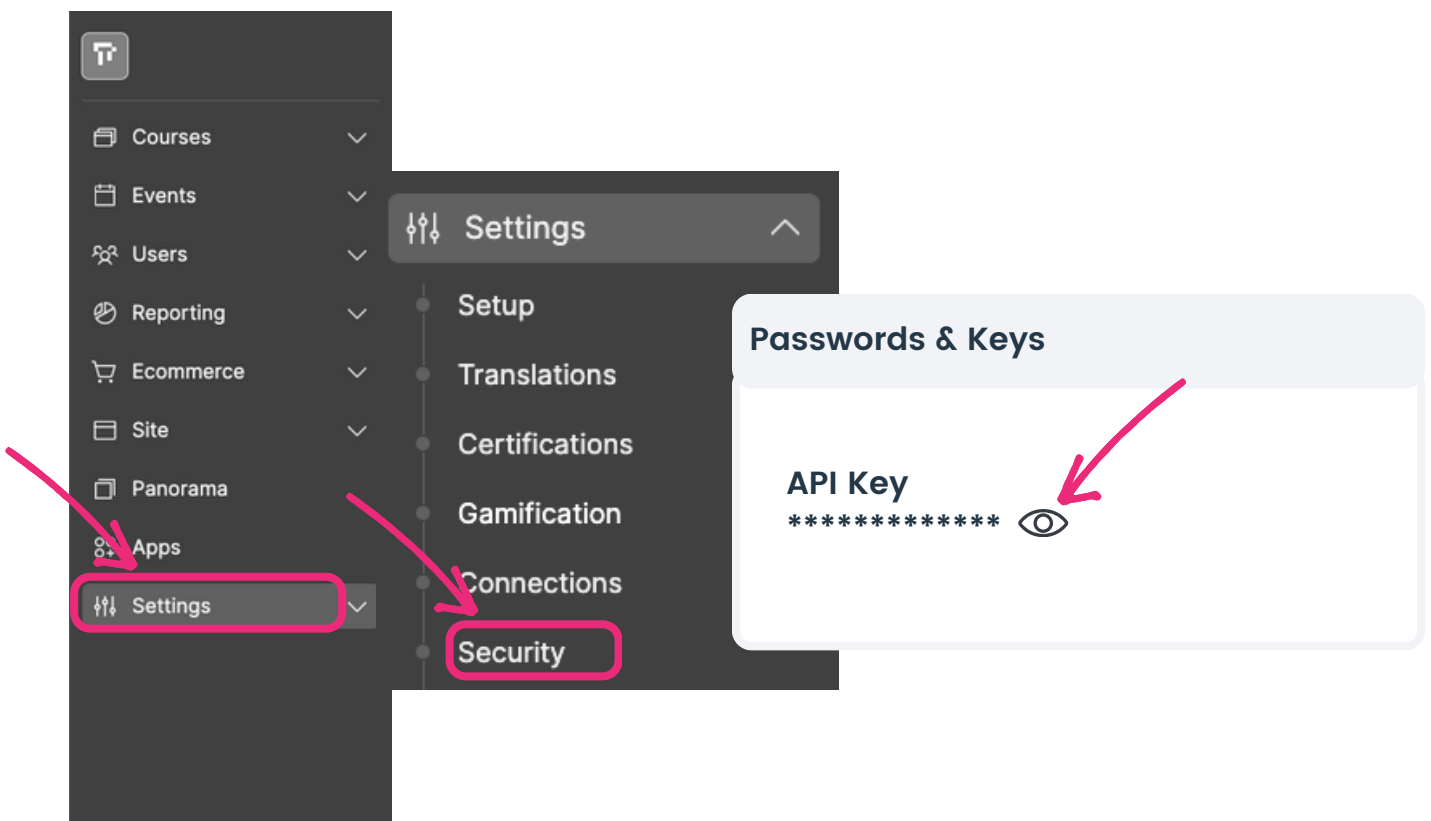 Courses
Events
Users
Reporting
Ecommerce
Site
Panorama
Apps
Settings
Settings
Setup
Translations
Certifications
Gamification
Connections
Security
Passwords & Keys
API Key
*************